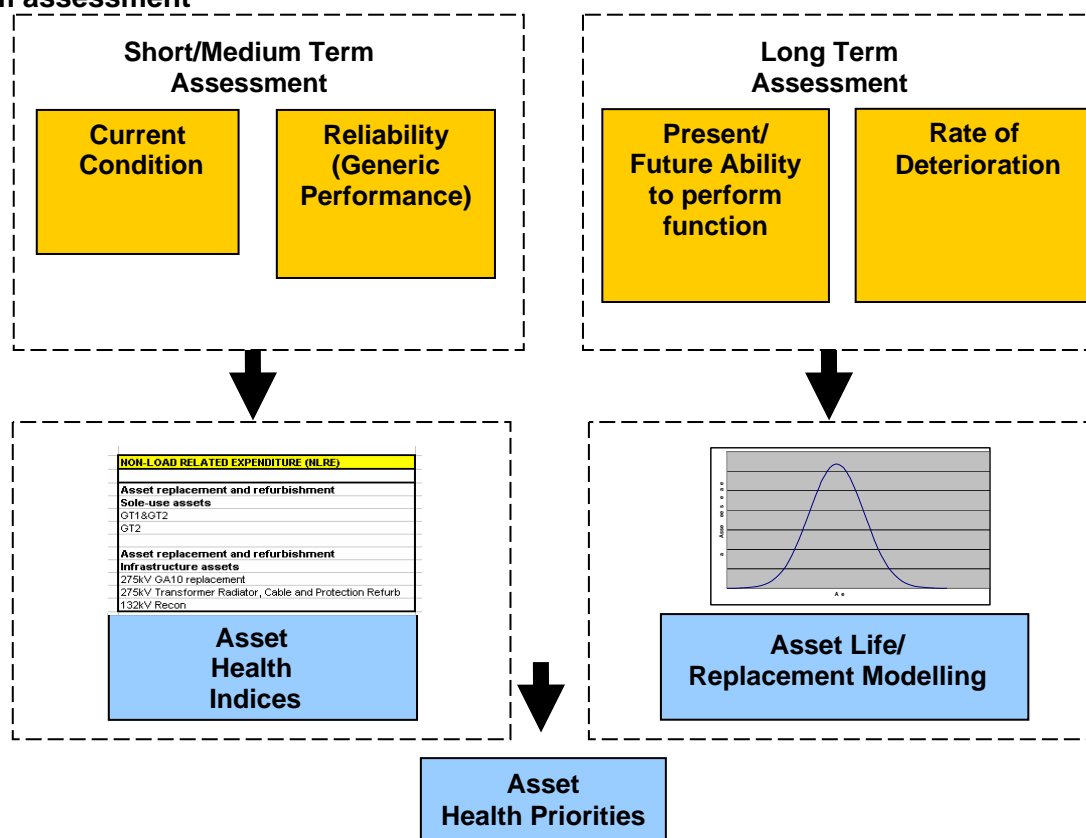 assessment
Short/Medium Term
Assessment
Current
Condition
Reliability
(Generic
Performance)
Long Term
Assessment
Present/
Future Ability
to perform
function
Rate of
Deterioration
NON-LOAD RELATED EXPENDITURE (NLRE)
Asset replacement and refurbishment
Sole-use assets
GT1&GT2
GT2
Asset replacement and refurbishment
Infrastructure assets
275kV GA10 replacement
275kV Transformer Radiator, Cable and Protection Refurb
132kV Recon
Asset
Health
Indices
Asset Life/
Replacement Modelling
Asset
Health Priorities